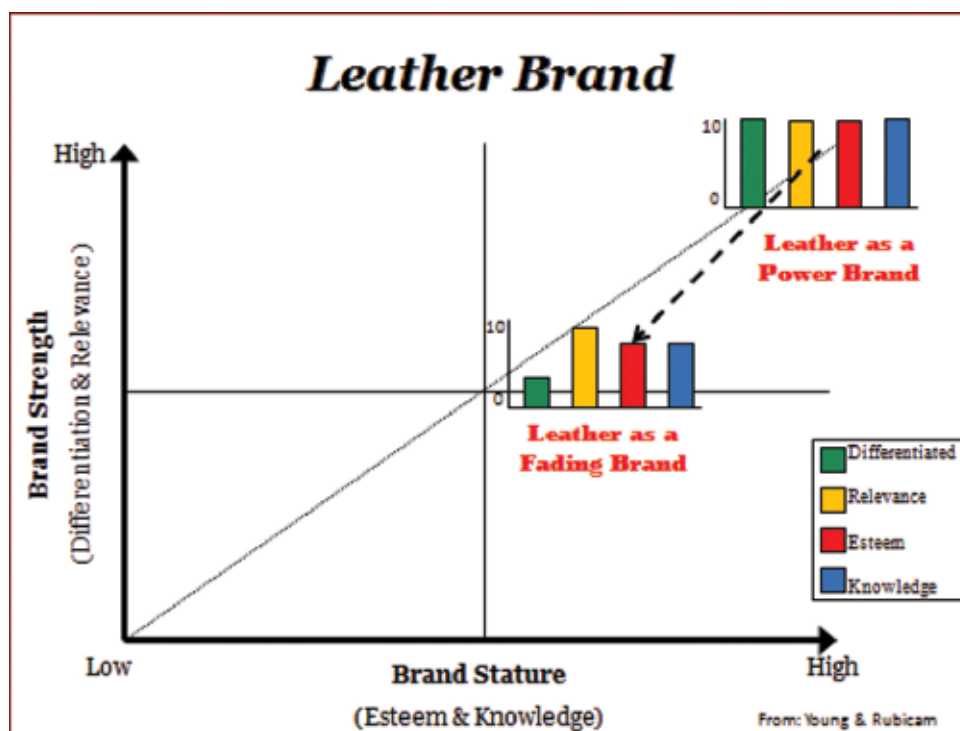 Leather Brand
High
Brand Strength
(Differentiation & Relevance)
10
0
Leather as a
Power Brand
10
0
Leather as a
Fading Brand
Differentiated
Relevance
Esteem
Knowledge
Low
Brand Stature
High
(Esteem & Knowledge)
From: Young & Rubicam